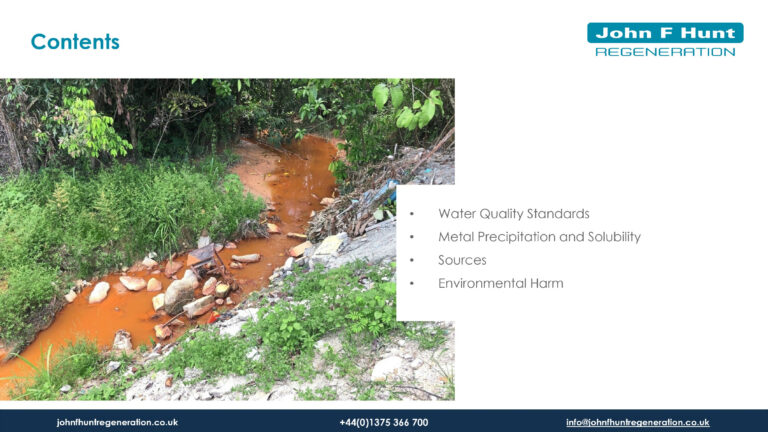 Contents
John F Hunt
REGENERATION
• Water Quality Standards
• Metal Precipitation and Solubility
• Sources
• Environmental Harm
johnfhuntregeneration.co.uk
+44(0)1375 366 700
info@johnfhuntregeneration.co.uk